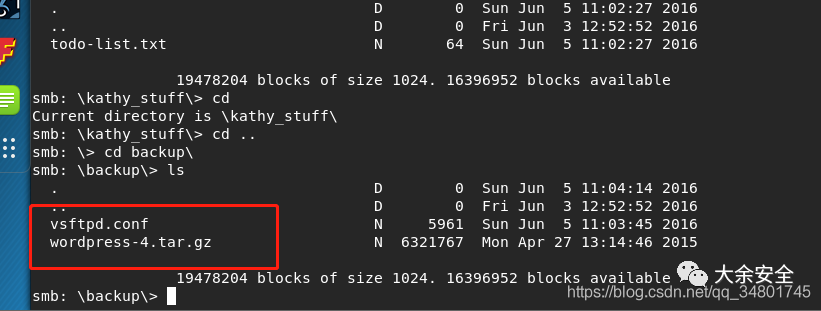 .                                   D        0  Sun Jun  5 11:02:27 2016
..                                  D        0  Fri Jun  3 12:52:52 2016
todo-list.txt                       N       64  Sun Jun  5 11:02:27 2016
19478204 blocks of size 1024. 16396952 blocks available
smb: \kathy_stuff\> cd
Current directory is \kathy_stuff\
smb: \kathy_stuff\> cd ..
smb: \> cd backup\
smb: \backup\> ls
.                                   D        0  Sun Jun  5 11:04:14 2016
..                                  D        0  Fri Jun  3 12:52:52 2016
vsftpd.conf                         N     5961  Sun Jun  5 11:03:45 2016
wordpress-4.tar.gz                  N  6321767  Mon Apr 27 13:14:46 2015
19478204 blocks of size 1024. 16396952 blocks available
smb: \backup\>
大余安全
https://blog.csdn.net/qq_34801745